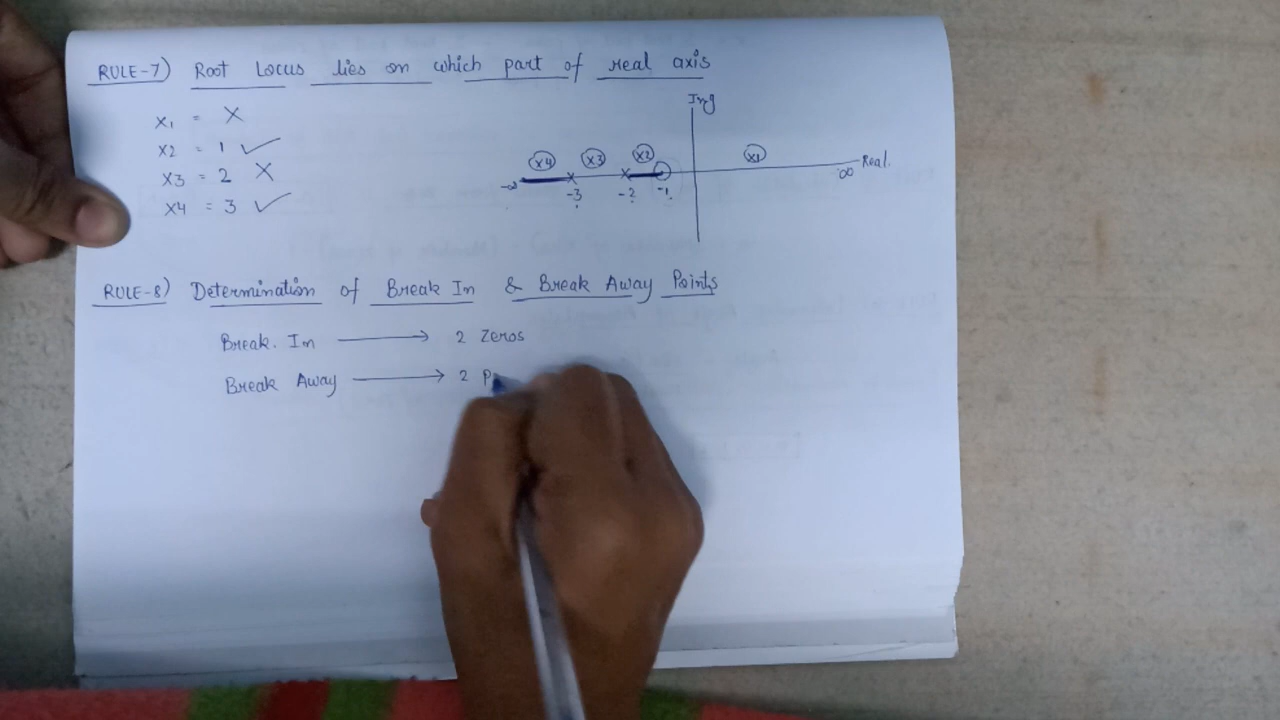 RULE-7) Root Locus lies on which part of real axis
Img
X1 = X
X2 = 1 ✓
X3 = 2 X
X4 = 3 ✓
X4 X3 X2 X1
-∞ -3 -2 -1 ∞ Real.
RULE-8) Determination of Break In & Break Away Points
Break. In → 2 Zeros
Break Away → 2 P